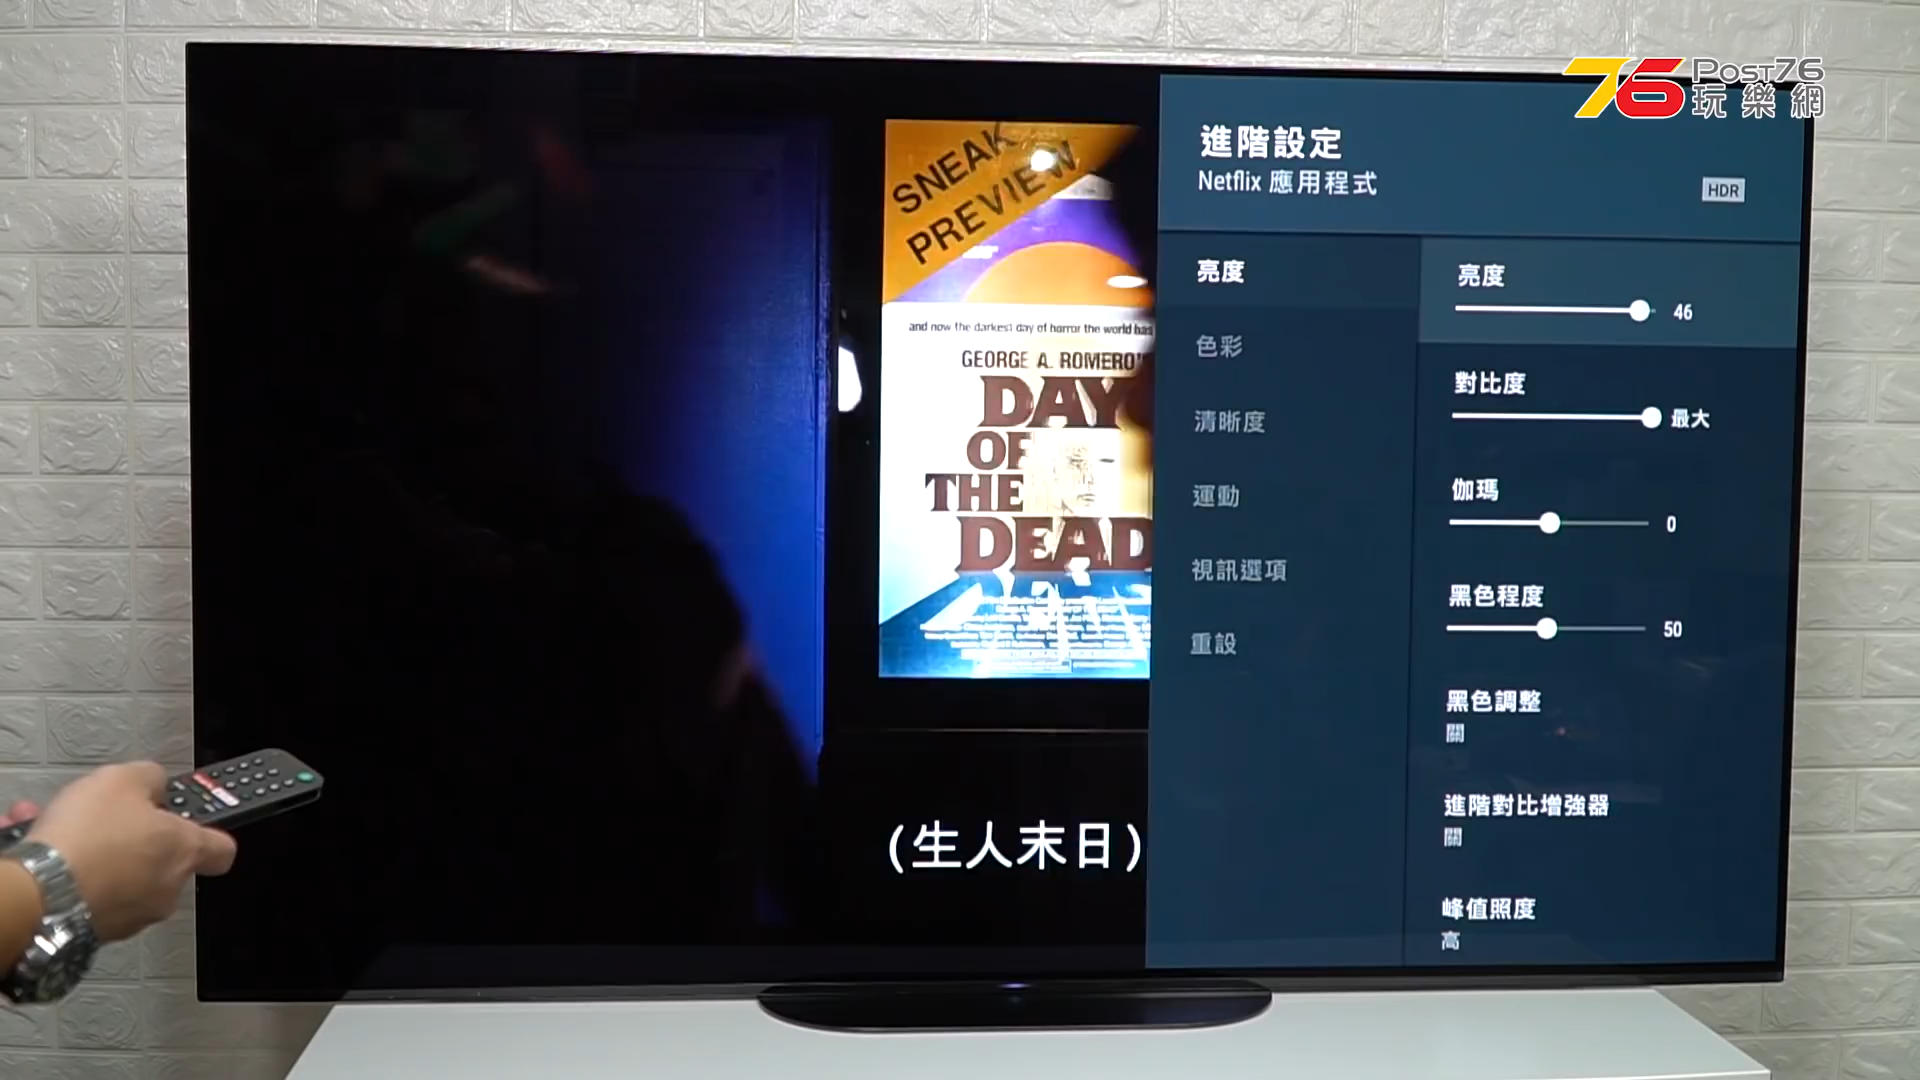 POST76
玩樂網
76
進階設定
Netflix 應用程式
HDR
亮度
色彩
清晰度
運動
視訊選項
重設
亮度
46
對比度
最大
伽瑪
0
黑色程度
50
黑色調整
關
進階對比增強器
關
峰值照度
高
SNEAK
PREVIEW
and now the darkest day of horror the world has
GEORGE A. ROMERO'
DAY
OF
THE
DEAD
(生人末日)